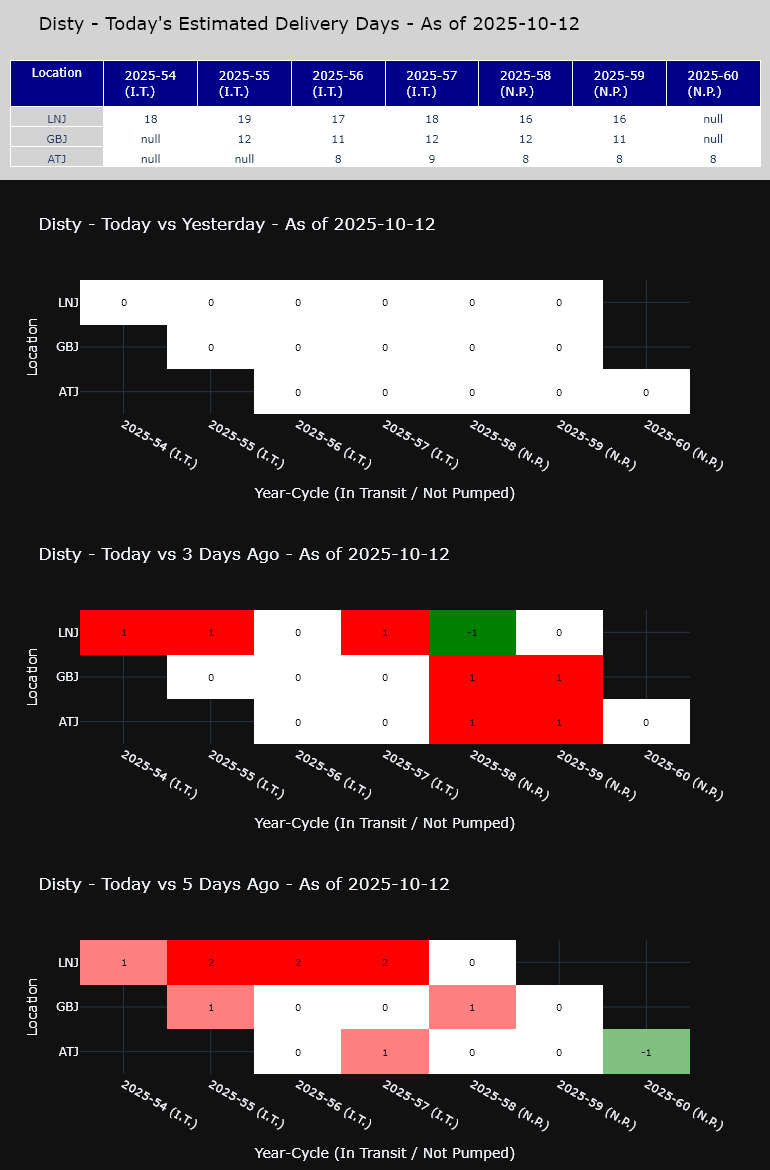 Disty - Today's Estimated Delivery Days - As of 2025-10-12
Location 2025-54 (I.T.) 2025-55 (I.T.) 2025-56 (I.T.) 2025-57 (I.T.) 2025-58 (N.P.) 2025-59 (N.P.) 2025-60 (N.P.)
LNJ 18 19 17 18 16 16 null
GBJ null 12 11 12 12 11 null
ATJ null null 8 9 8 8 8
Disty - Today vs Yesterday - As of 2025-10-12
Location
LNJ 0 0 0 0 0 0
GBJ 0 0 0 0 0
ATJ 0 0 0 0 0
2025-54 (I.T.) 2025-55 (I.T.) 2025-56 (I.T.) 2025-57 (I.T.) 2025-58 (N.P.) 2025-59 (N.P.) 2025-60 (N.P.)
Year-Cycle (In Transit / Not Pumped)
Disty - Today vs 3 Days Ago - As of 2025-10-12
Location
LNJ 1 1 0 1 -1 0
GBJ 0 0 0 1 1
ATJ 0 0 1 1 0
2025-54 (I.T.) 2025-55 (I.T.) 2025-56 (I.T.) 2025-57 (I.T.) 2025-58 (N.P.) 2025-59 (N.P.) 2025-60 (N.P.)
Year-Cycle (In Transit / Not Pumped)
Disty - Today vs 5 Days Ago - As of 2025-10-12
Location
LNJ 1 2 2 2 0
GBJ 1 0 0 1 0
ATJ 0 1 0 0 -1
2025-54 (I.T.) 2025-55 (I.T.) 2025-56 (I.T.) 2025-57 (I.T.) 2025-58 (N.P.) 2025-59 (N.P.) 2025-60 (N.P.)
Year-Cycle (In Transit / Not Pumped)